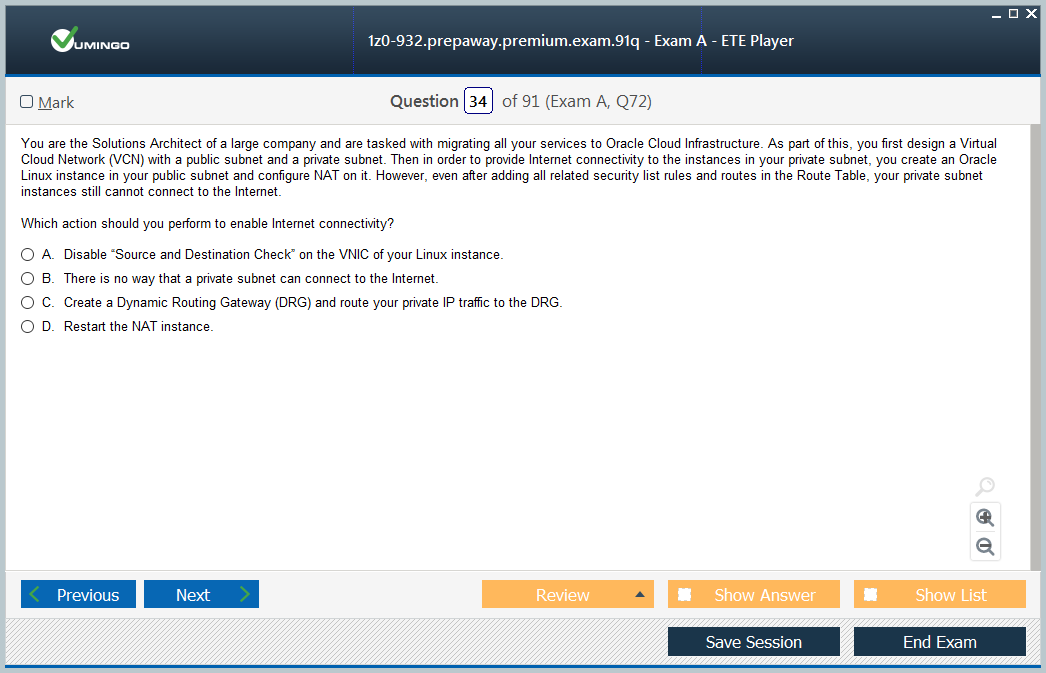 VUMINGO
1z0-932.prepaway.premium.exam.91q - Exam A - ETE Player
Mark
Question 34 of 91 (Exam A, Q72)
You are the Solutions Architect of a large company and are tasked with migrating all your services to Oracle Cloud Infrastructure. As part of this, you first design a Virtual
Cloud Network (VCN) with a public subnet and a private subnet. Then in order to provide Internet connectivity to the instances in your private subnet, you create an Oracle
Linux instance in your public subnet and configure NAT on it. However, even after adding all related security list rules and routes in the Route Table, your private subnet
instances still cannot connect to the Internet.
Which action should you perform to enable Internet connectivity?
A. Disable “Source and Destination Check” on the VNIC of your Linux instance.
B. There is no way that a private subnet can connect to the Internet.
C. Create a Dynamic Routing Gateway (DRG) and route your private IP traffic to the DRG.
D. Restart the NAT instance.
Previous
Next
Review
Show Answer
Show List
Save Session
End Exam